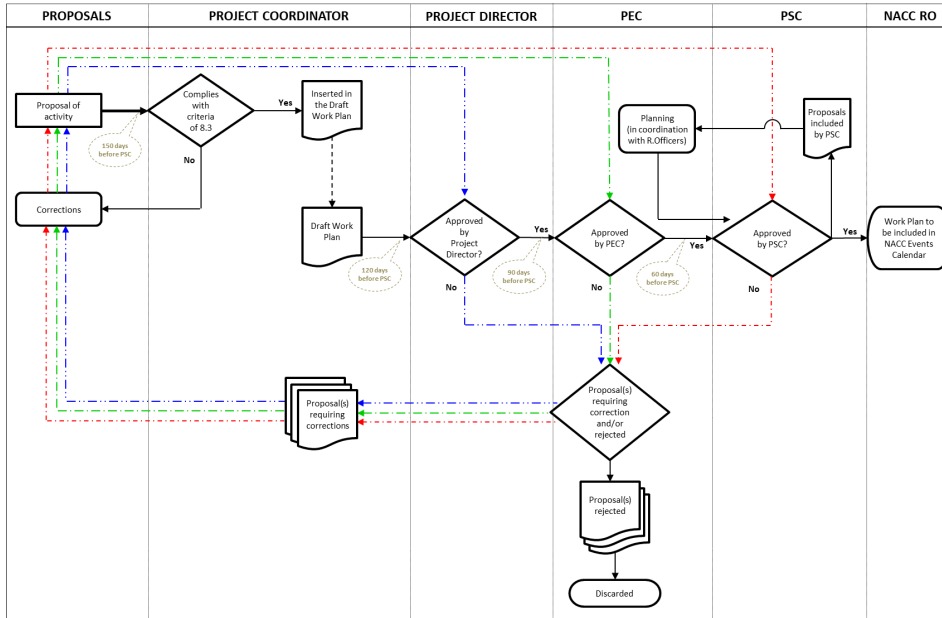 PROPOSALS
PROJECT COORDINATOR
PROJECT DIRECTOR
PEC
PSC
NACC RO
Proposal of
activity
150 days
before PSC
Complies
with
criteria
of 8.3
Yes
No
Inserted in
the Draft
Work Plan
Planning
(in coordination
with R.Officers)
Proposals
included
by PSC
Corrections
Draft Work
Plan
120 days
before PSC
Approved
by
Project
Director?
Yes
No
90 days
before PSC
Approved
by PEC?
Yes
No
60 days
before PSC
Approved
by PSC?
Yes
No
Work Plan to
be included in
NACC Events
Calendar
Proposal(s)
requiring
corrections
Proposal(s)
requiring
correction
and/or
rejected
Proposal(s)
rejected
Discarded